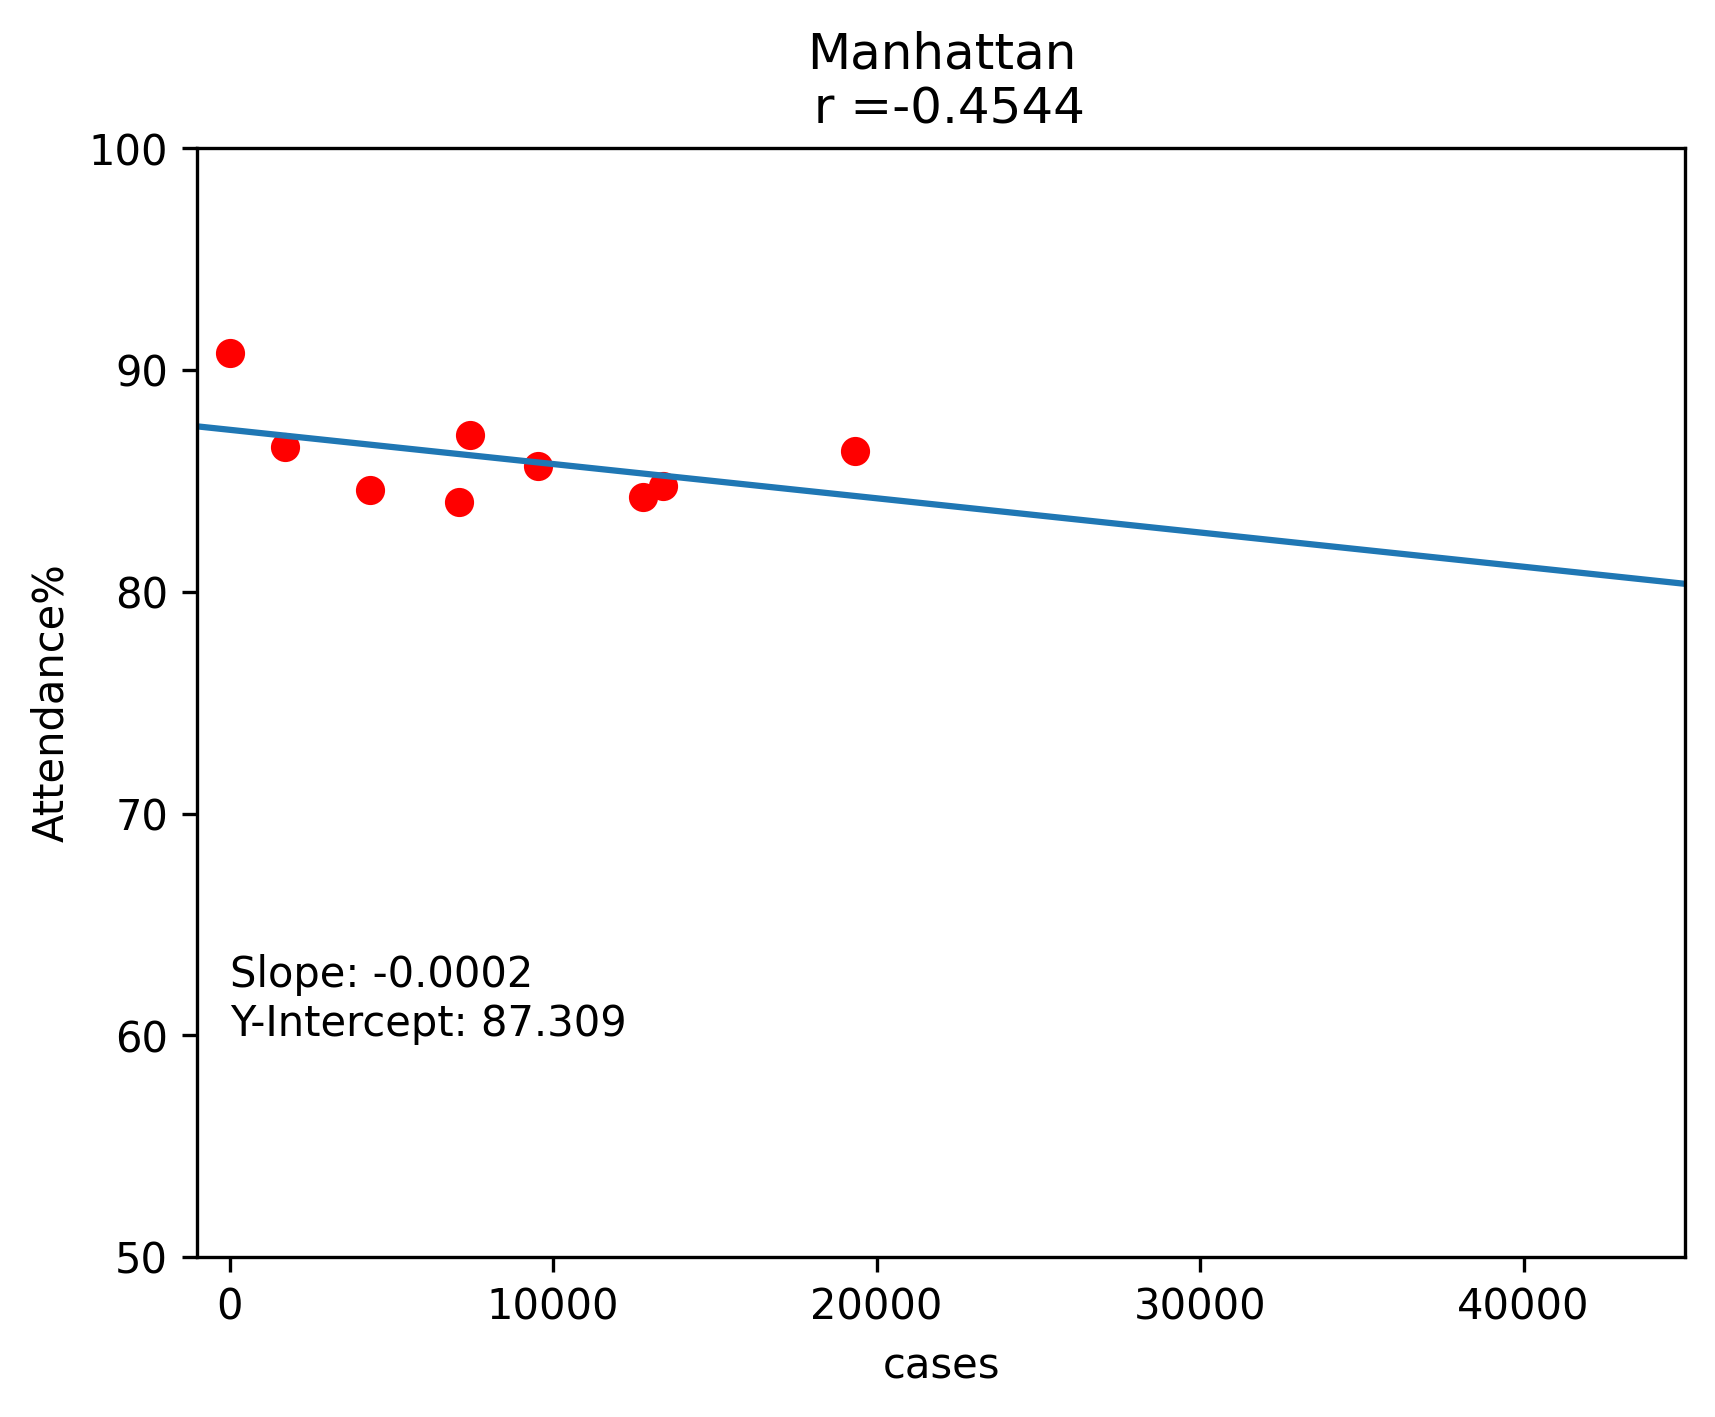 Manhattan
r =-0.4544
100
90
80
70
60
50
Attendance%
Slope: -0.0002
Y-Intercept: 87.309
0 10000 20000 30000 40000
cases